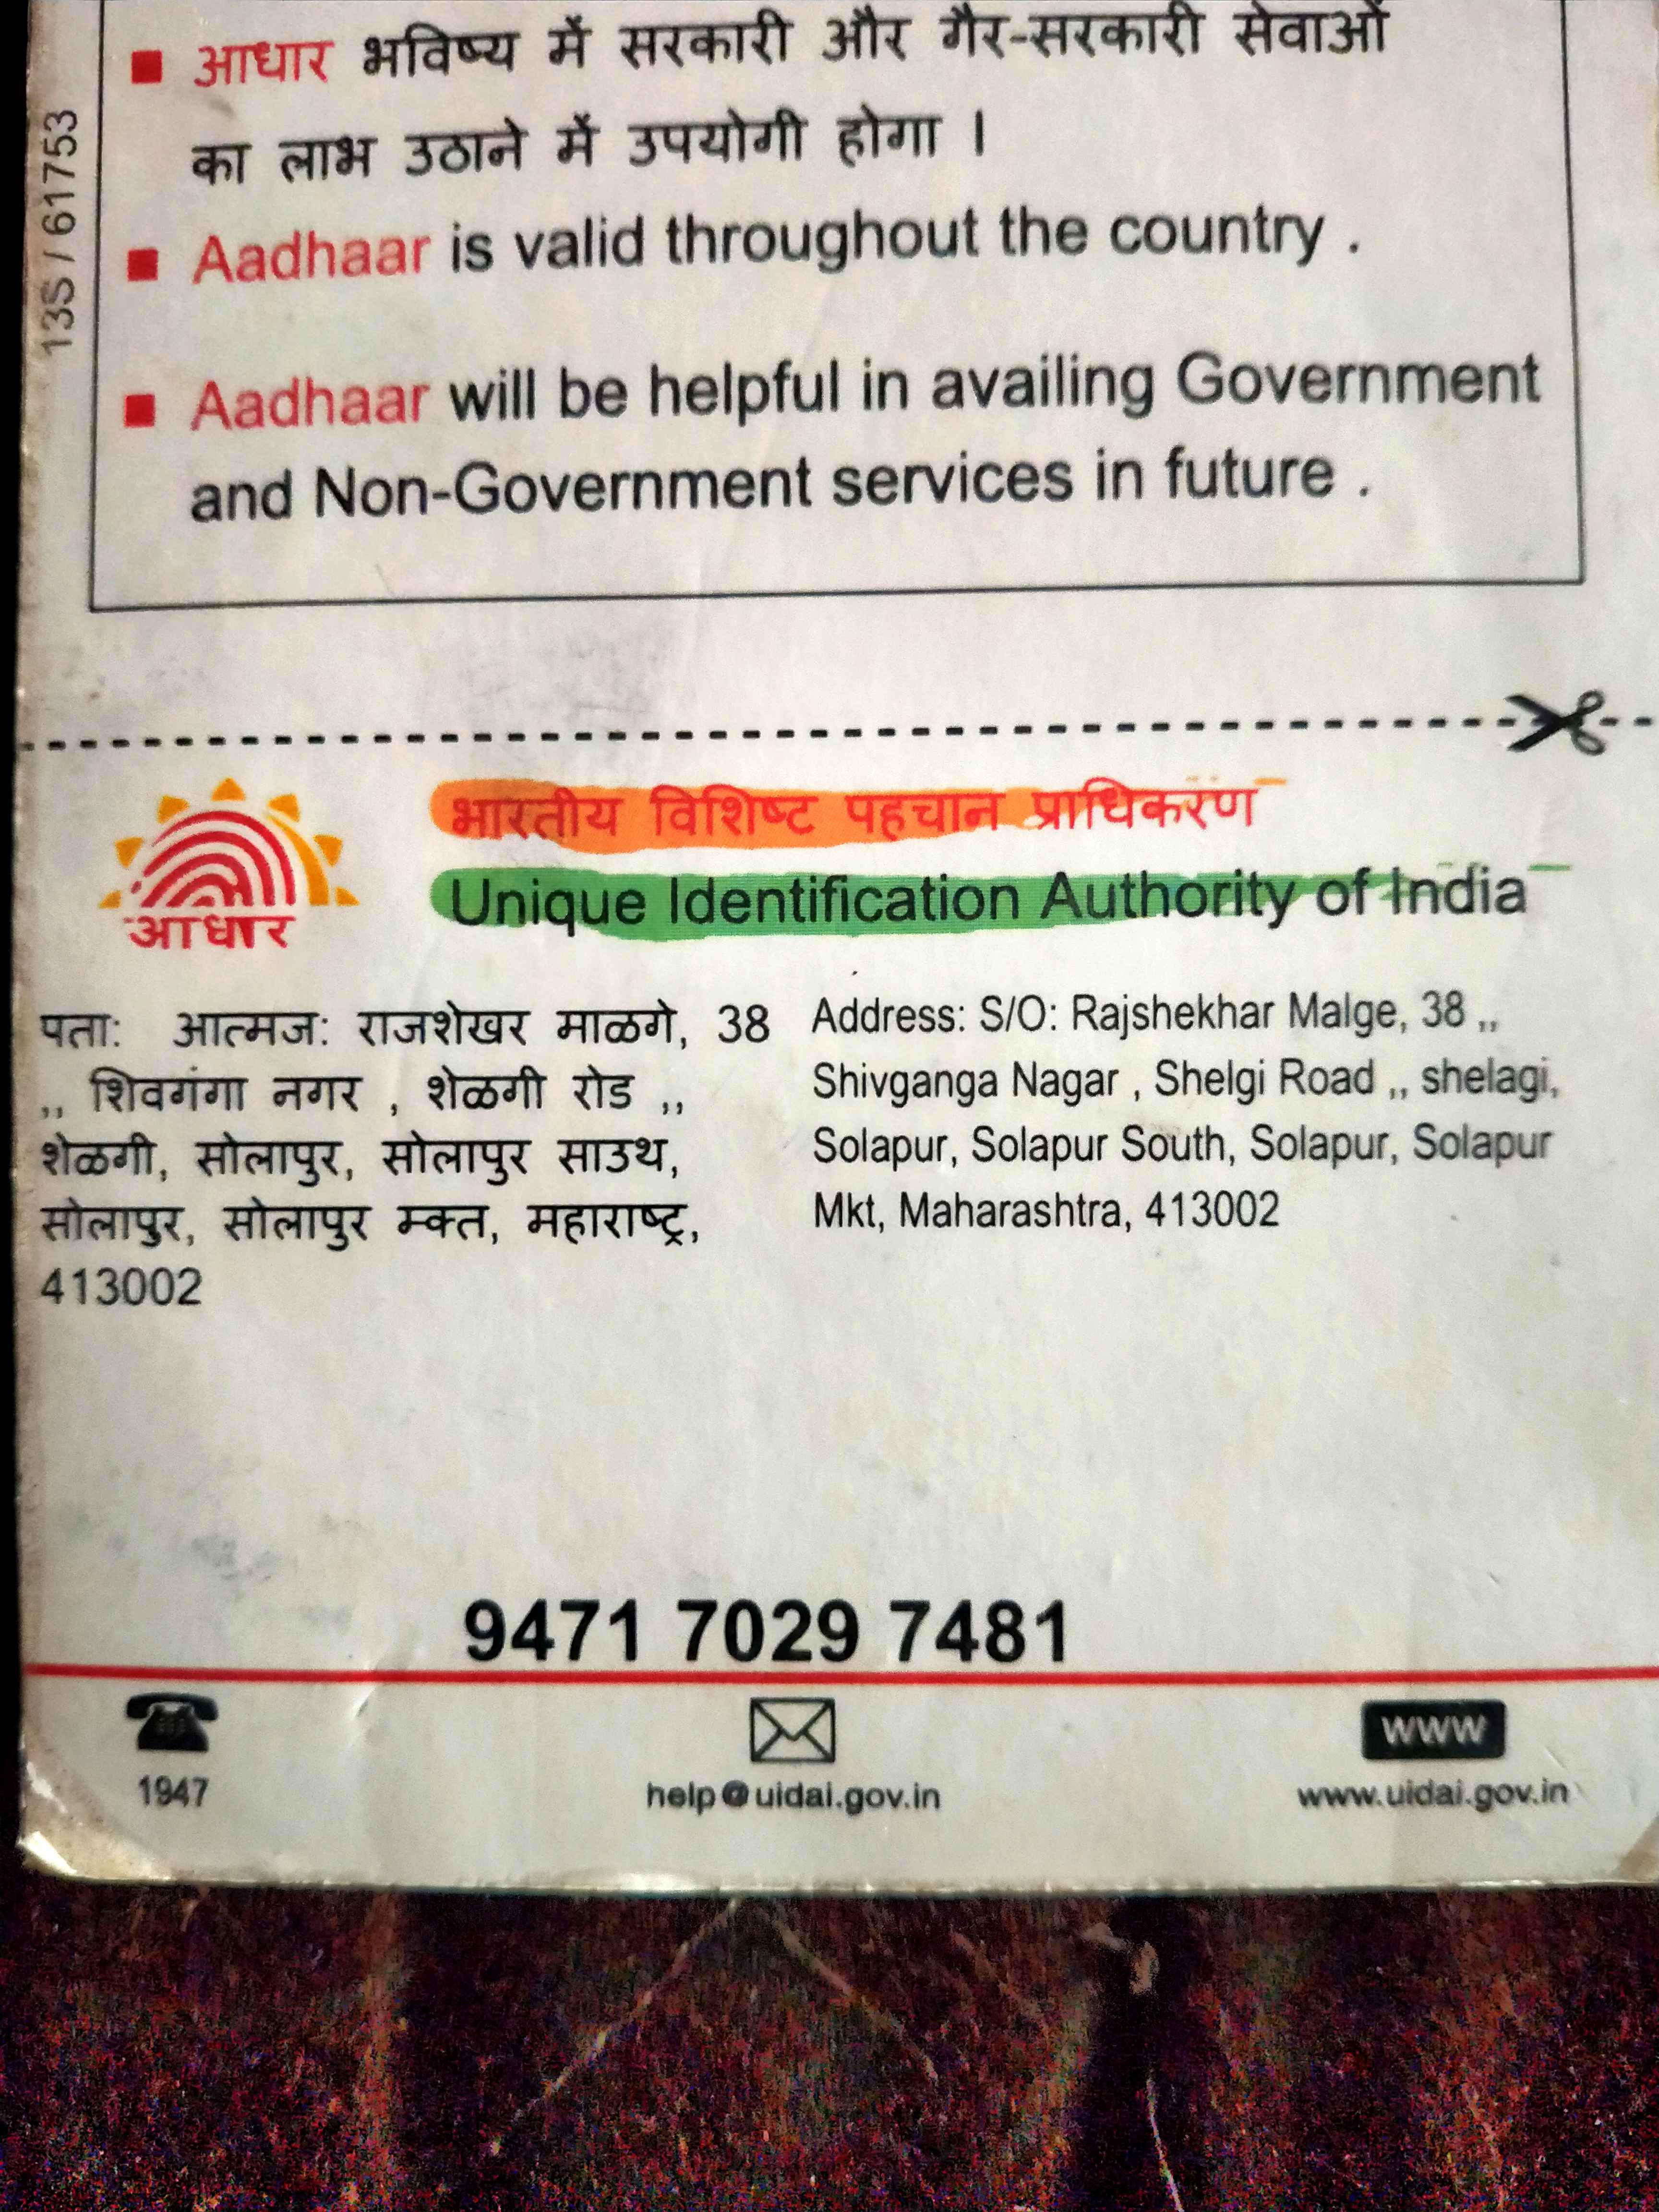 आधार भविष्य में सरकारी और गैर-सरकारी सेवाओं
का लाभ उठाने में उपयोगी होगा ।
Aadhaar is valid throughout the country .
Aadhaar will be helpful in availing Government
and Non-Government services in future .
13S / 61753
आधार
भारतीय विशिष्ट पहचान प्राधिकरण
Unique Identification Authority of India
पता: आत्मज: राजशेखर माळगे, 38
,, शिवगंगा नगर , शेळगी रोड ,,
शेळगी, सोलापुर, सोलापुर साउथ,
सोलापुर, सोलापुर म्क्त, महाराष्ट्र,
413002
Address: S/O: Rajshekhar Malge, 38 ,,
Shivganga Nagar , Shelgi Road ,, shelagi,
Solapur, Solapur South, Solapur, Solapur
Mkt, Maharashtra, 413002
9471 7029 7481
1947
help@uidai.gov.in
WWW
www.uidai.gov.in